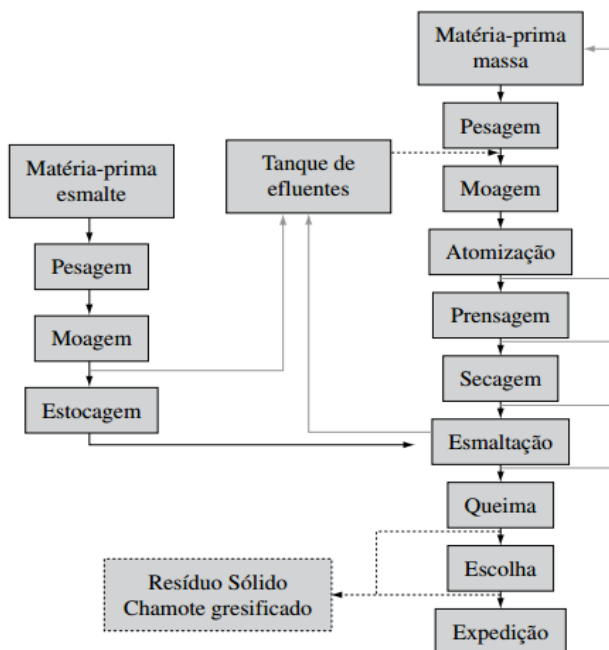 Matéria-prima
massa
Pesagem
Tanque de
efluentes
Matéria-prima
esmalte
Moagem
Atomização
Pesagem
Prensagem
Moagem
Secagem
Estocagem
Esmaltação
Queima
Resíduo Sólido
Chamote gresificado
Escolha
Expedição